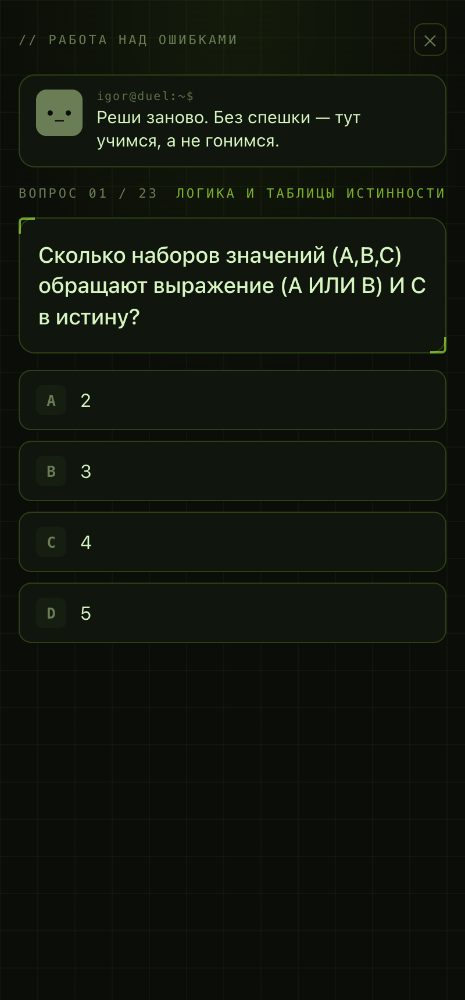 // РАБОТА НАД ОШИБКАМИ
igor@duel:~$
Реши заново. Без спешки — тут
учимся, а не гонимся.
ВОПРОС 01 / 23 ЛОГИКА И ТАБЛИЦЫ ИСТИННОСТИ
Сколько наборов значений (A,B,C)
обращают выражение (A ИЛИ B) И C
в истину?
A 2
B 3
C 4
D 5